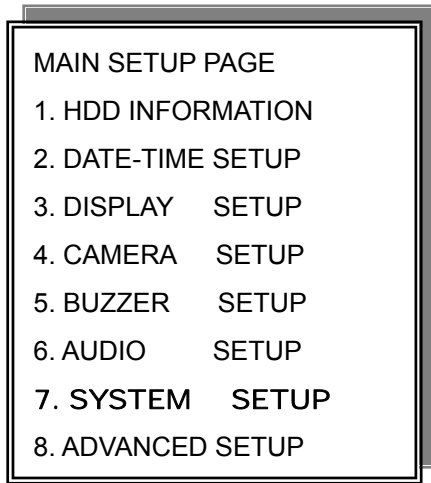 MAIN SETUP PAGE
1. HDD INFORMATION
2. DATE-TIME SETUP
3. DISPLAY SETUP
4. CAMERA SETUP
5. BUZZER SETUP
6. AUDIO SETUP
7. SYSTEM SETUP
8. ADVANCED SETUP